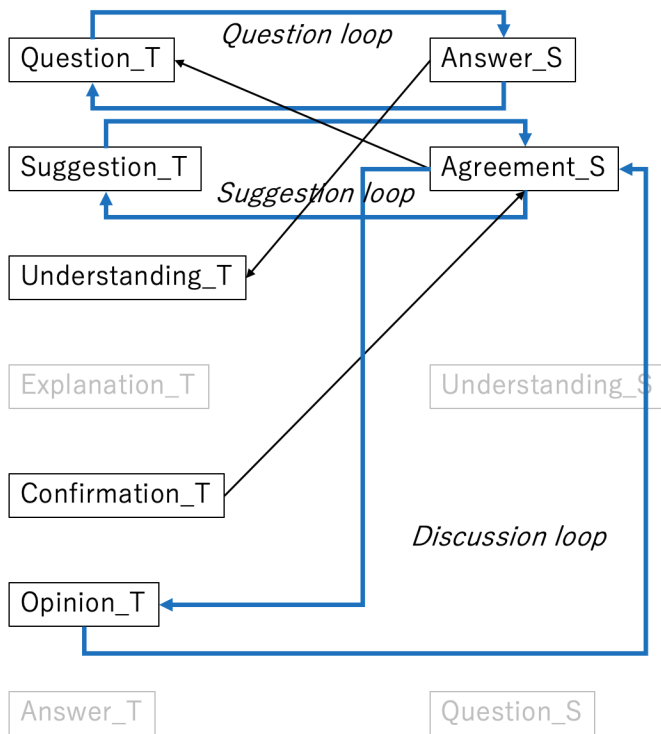 Question loop
Question_T
Answer_S
Suggestion_T
Agreement_S
Suggestion loop
Understanding_T
Explanation_T
Understanding_S
Confirmation_T
Discussion loop
Opinion_T
Answer_T
Question_S